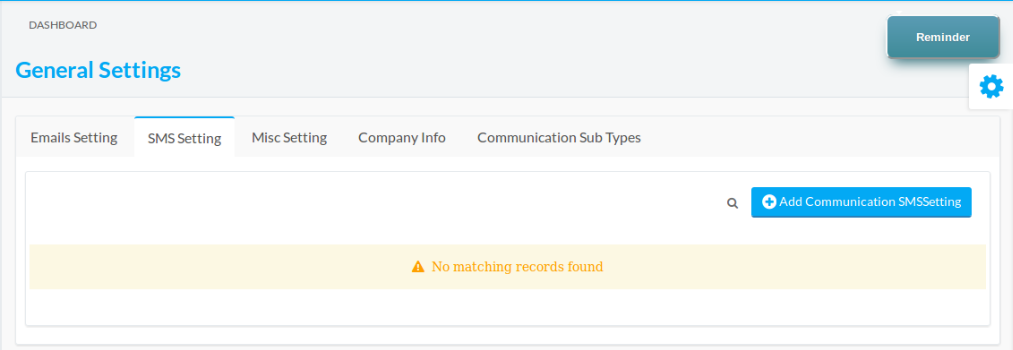 DASHBOARD
Reminder
General Settings
Emails Setting
SMS Setting
Misc Setting
Company Info
Communication Sub Types
Add Communication SMSSetting
No matching records found